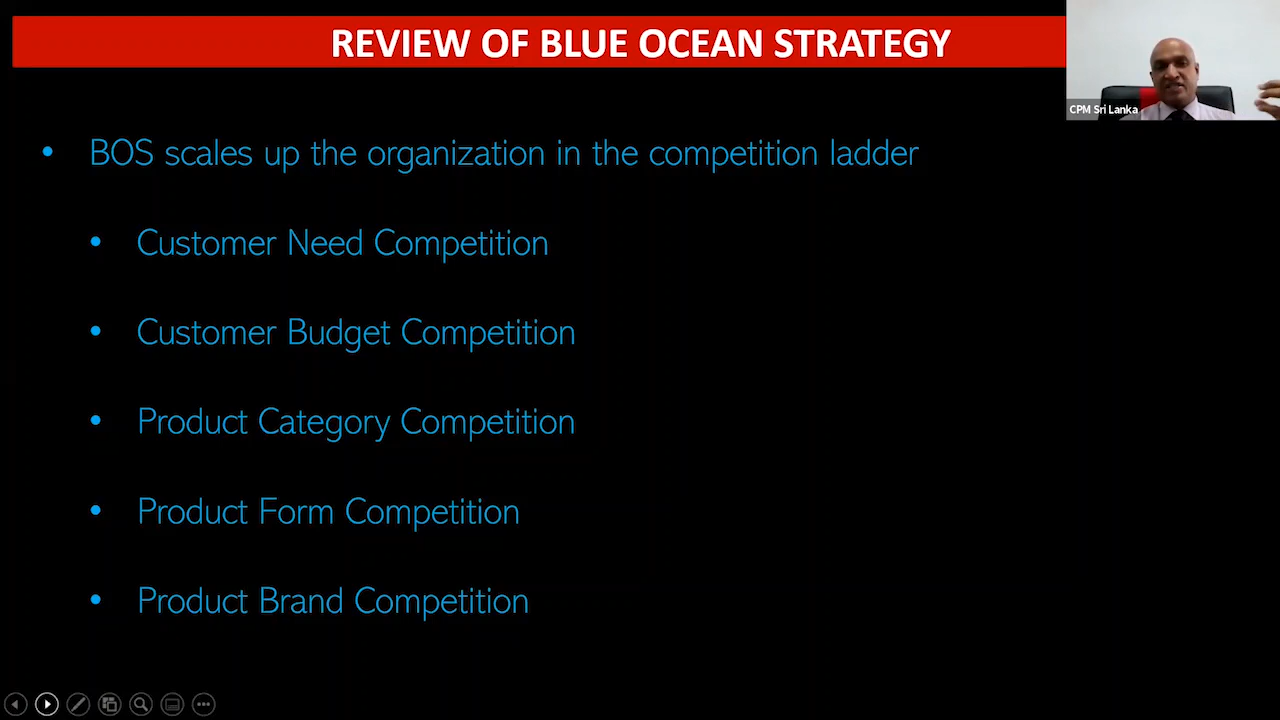 REVIEW OF BLUE OCEAN STRATEGY
CPM Sri Lanka
• BOS scales up the organization in the competition ladder
• Customer Need Competition
• Customer Budget Competition
• Product Category Competition
• Product Form Competition
• Product Brand Competition